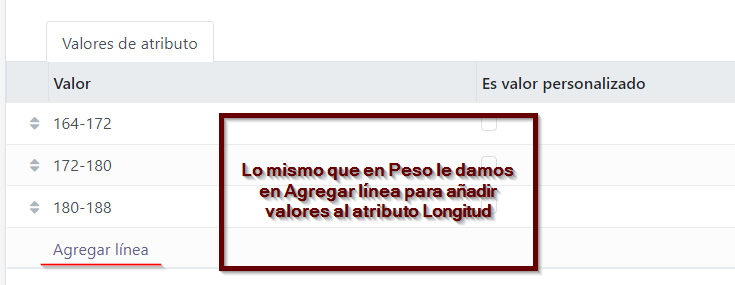 Valores de atributo
Valor Es valor personalizado
164-172
172-180
180-188
Agregar línea
Lo mismo que en Peso le damos
en Agregar línea para añadir
valores al atributo Longitud